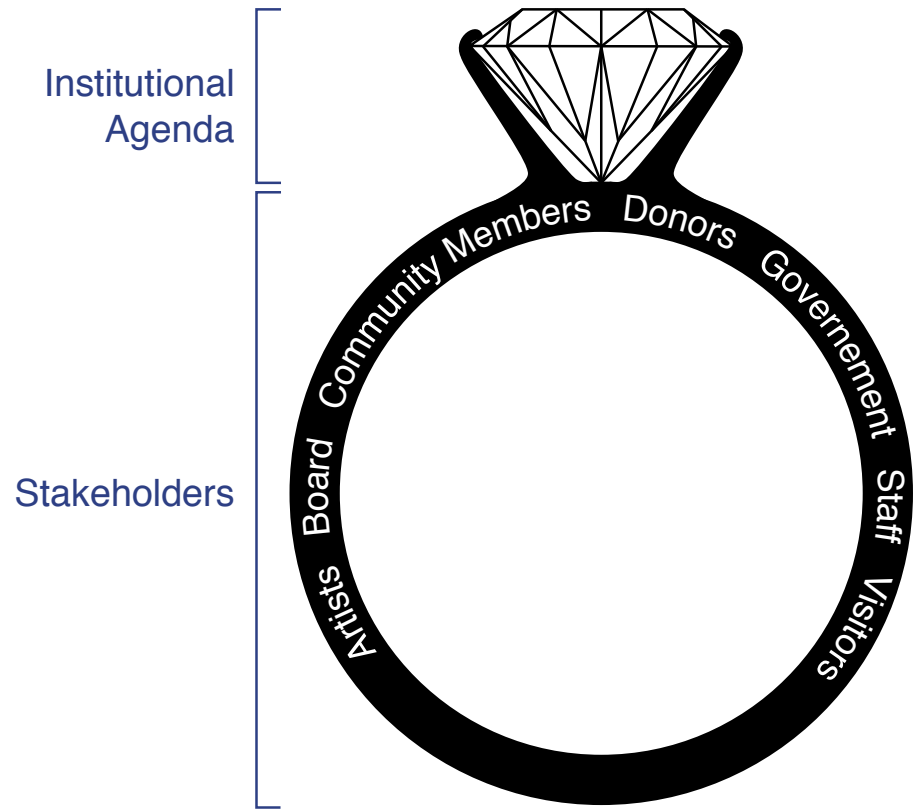 Institutional
Agenda
Stakeholders
Artists Board Community Members Donors Governement Staff Visitors